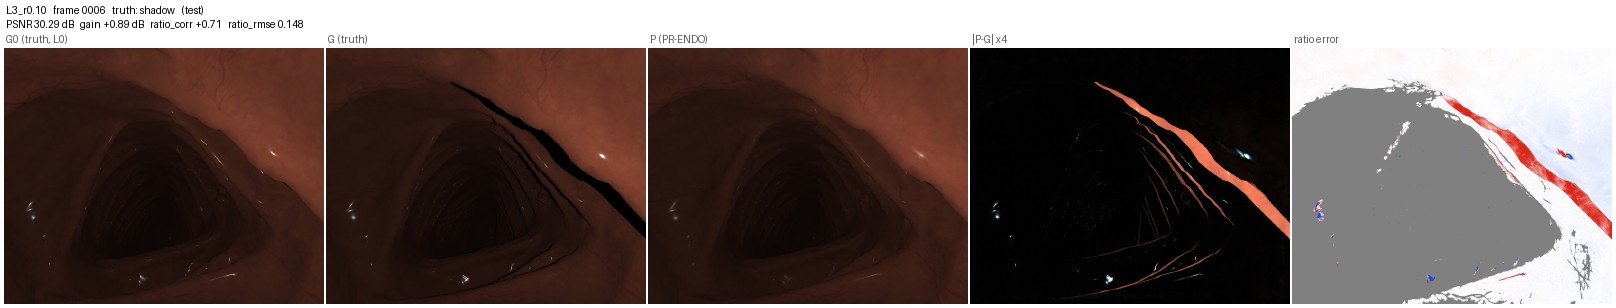 L3_r0.10 frame 0006 truth: shadow (test)
PSNR 30.29 dB gain +0.89 dB ratio_corr +0.71 ratio_rmse 0.148
G0 (truth, L0) G (truth) P (PR-ENDO) |P-G| x4 ratio error